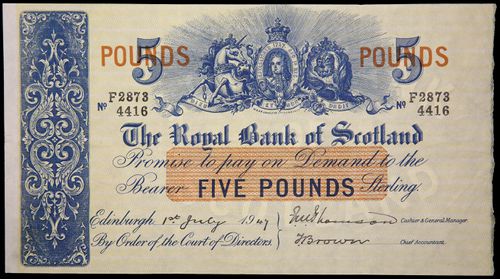 5 POUNDS POUNDS 5
Nº F2873 4416 Nº F2873 4416
The Royal Bank of Scotland
Promise to pay on Demand to the
Bearer FIVE POUNDS Sterling.
Edinburgh 1st July 1947 Cashier & General Manager.
By Order of the Court of Directors. Brown Chief Accountant.